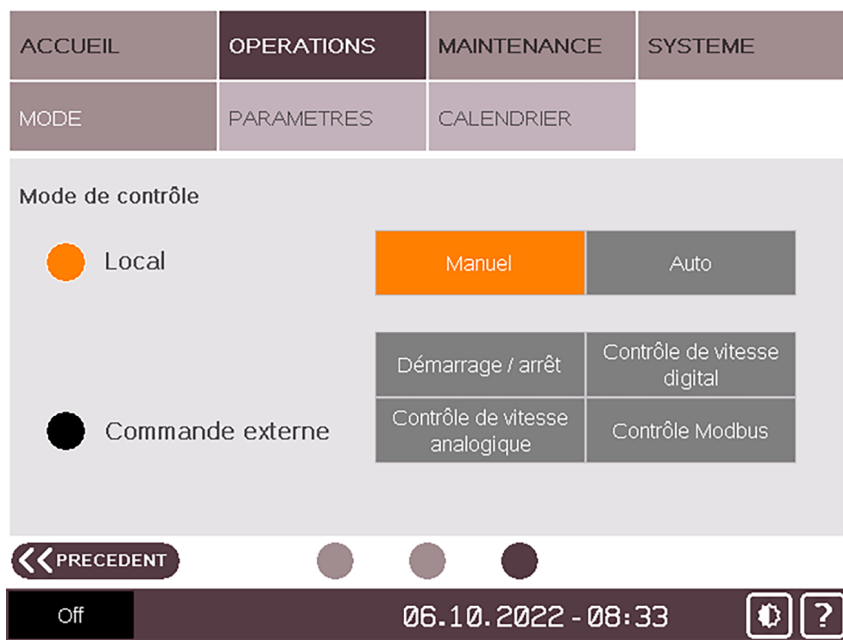 ACCUEIL OPERATIONS MAINTENANCE SYSTEME
MODE PARAMETRES CALENDRIER
Mode de contrôle
Local Manuel Auto
Démarrage / arrêt
Contrôle de vitesse
digital
Commande externe
Contrôle de vitesse
analogique
Contrôle Modbus
PRECEDENT
Off 06.10.2022 - 08:33 ?